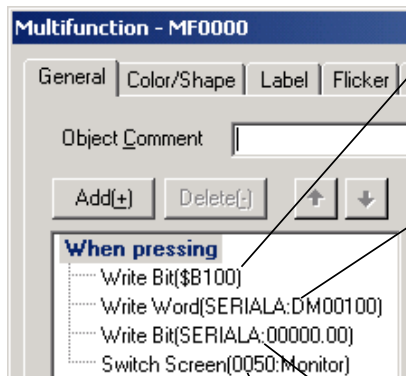 Multifunction - MF0000
General Color/Shape Label Flicker
Object Comment
Add(+) Delete(-)
When pressing
Write Bit($B100)
Write Word(SERIALA:DM00100)
Write Bit(SERIALA:00000.00)
Switch Screen(0050:Monitor)